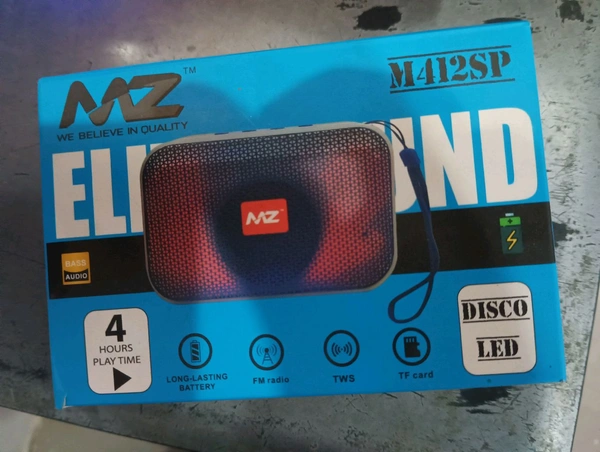 MZ™
WE BELIEVE IN QUALITY
M412SP
MZ
BASS
AUDIO
4
HOURS
PLAY TIME
LONG-LASTING
BATTERY
FM radio
TWS
TF card
DISCO
LED